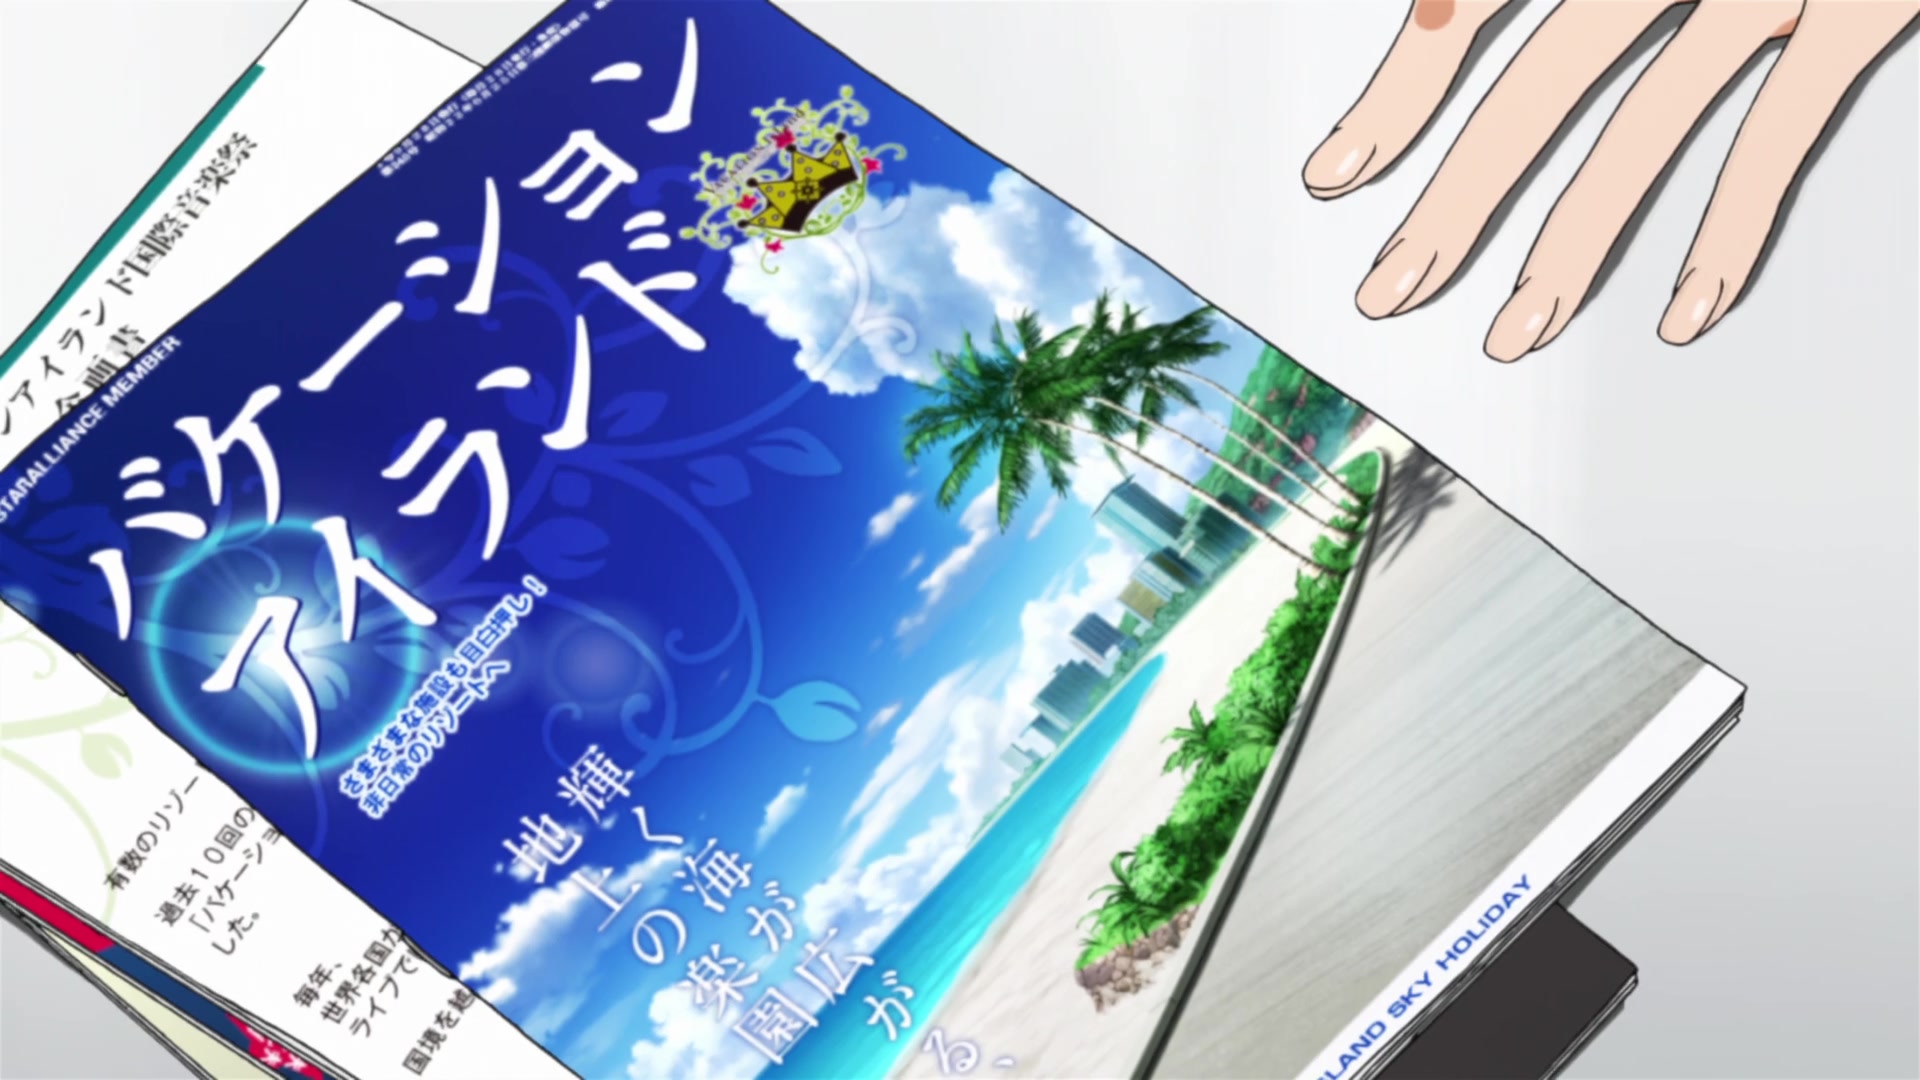 ンアイランド国際音楽祭
企画書
STARALLIANCE MEMBER
バケーション
アイランド
Vacation Island
さまざまな施設も目白押し！
非日常のリゾートへ
輝く海が広がる、
地上の楽園
有数のリゾー
過去１０回の
「バケーショ
した。
毎年、
世界各国か
ライブで
国境を越
ISLAND SKY HOLIDAY